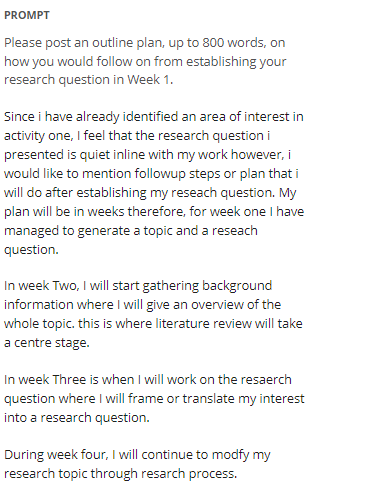 PROMPT
Please post an outline plan, up to 800 words, on
how you would follow on from establishing your
research question in Week 1.
Since i have already identified an area of interest in
activity one, I feel that the research question i
presented is quiet inline with my work however, i
would like to mention followup steps or plan that i
will do after establishing my reseach question. My
plan will be in weeks therefore, for week one I have
managed to generate a topic and a reseach
question.
In week Two, I will start gathering background
information where I will give an overview of the
whole topic. this is where literature review will take
a centre stage.
In week Three is when I will work on the resaerch
question where I will frame or translate my interest
into a research question.
During week four, I will continue to modfy my
research topic through resarch process.